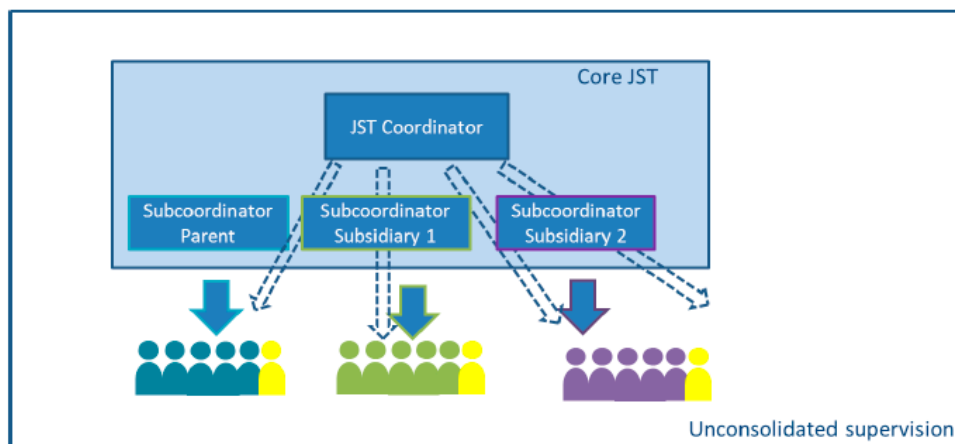 Core JST
JST Coordinator
Subcoordinator
Parent
Subcoordinator
Subsidiary 1
Subcoordinator
Subsidiary 2
Unconsolidated supervision